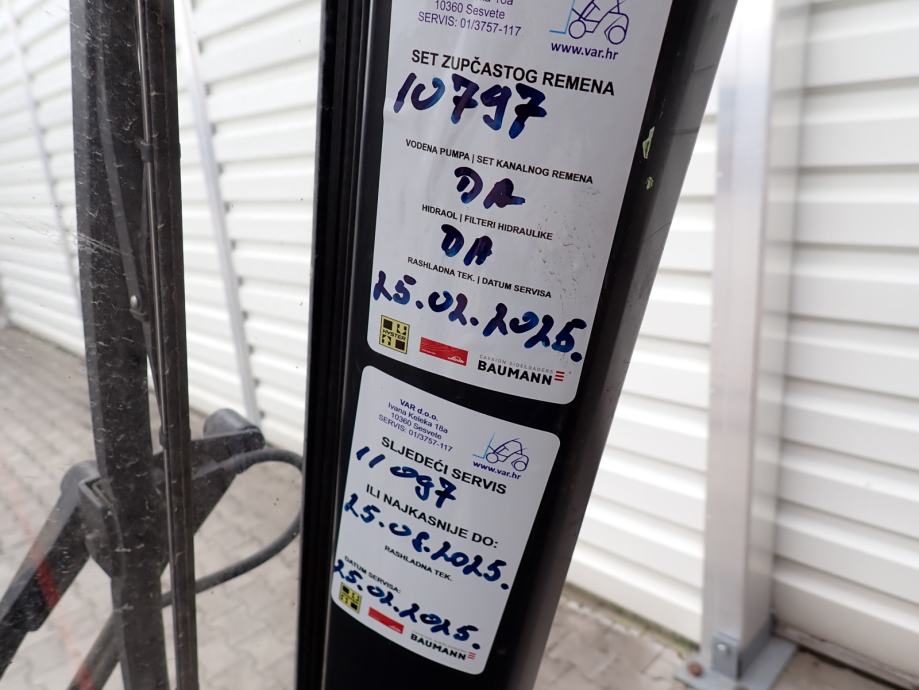 10360 Sesvete
SERVIS: 01/3757-117
www.var.hr
SET ZUPČASTOG REMENA
10797
VODENA PUMPA | SET KANALNOG REMENA
DA
HIDRAOL | FILTERI HIDRAULIKE
DA
RASHLADNA TEK. | DATUM SERVISA
25.02.2025.
HYSTER
BAUMANN
VAR d.o.o.
Ivana Keleka 18a
10360 Sesvete
SERVIS: 01/3757-117
www.var.hr
SLJEDEĆI SERVIS
11097
ILI NAJKASNIJE DO:
25.08.2025.
RASHLADNA TEK.
DATUM SERVISA:
25.02.2025.
BAUMANN